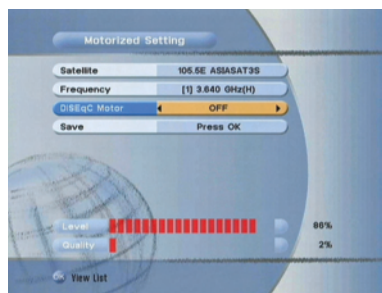 Motorized Setting
Satellite 105.5E ASIASAT3S
Frequency [1] 3.640 GHz(H)
DiSEqC Motor OFF
Save Press OK
Level 86%
Quality 2%
OK View List